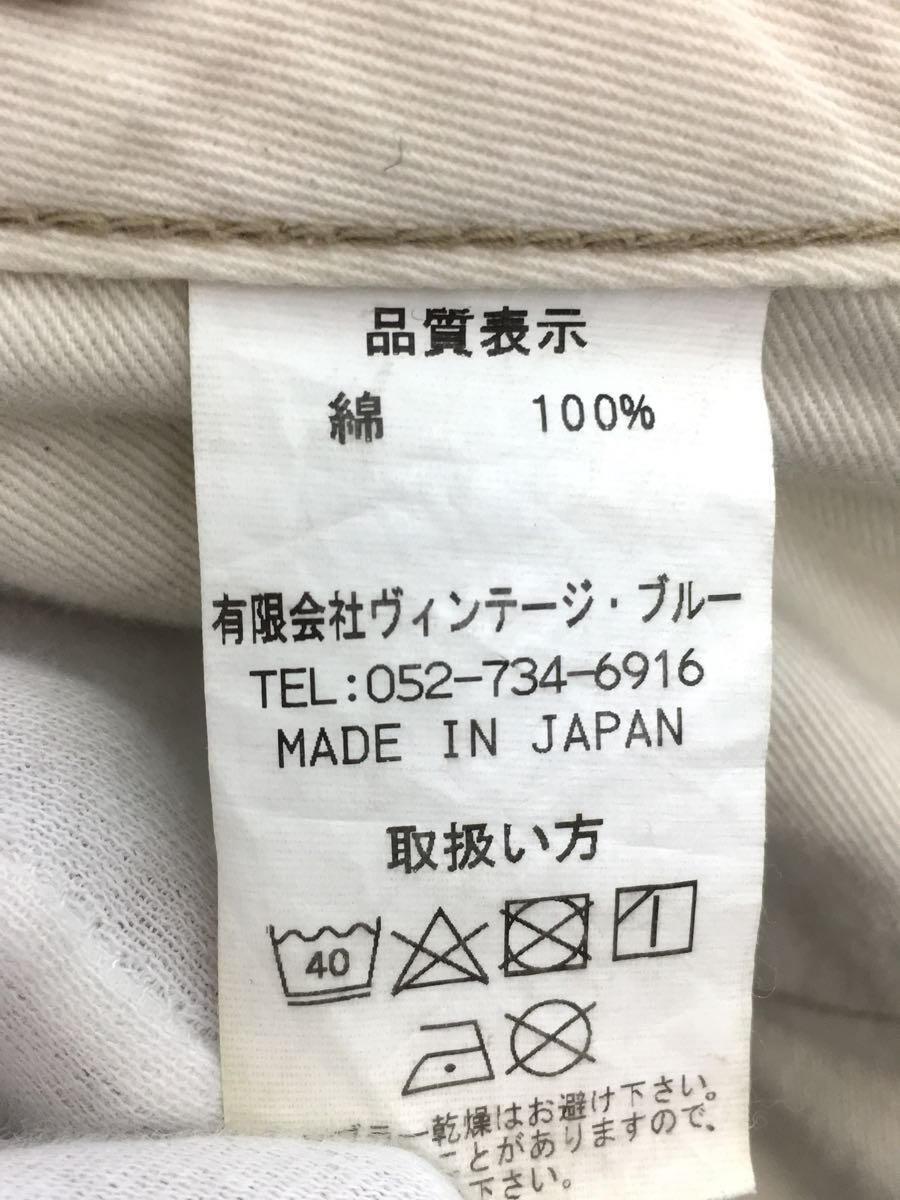 品質表示
綿 100%
有限会社ヴィンテージ・ブルー
TEL:052-734-6916
MADE IN JAPAN
取扱い方
40
乾燥はお避け下さい。
ことがありますので、
下さい。